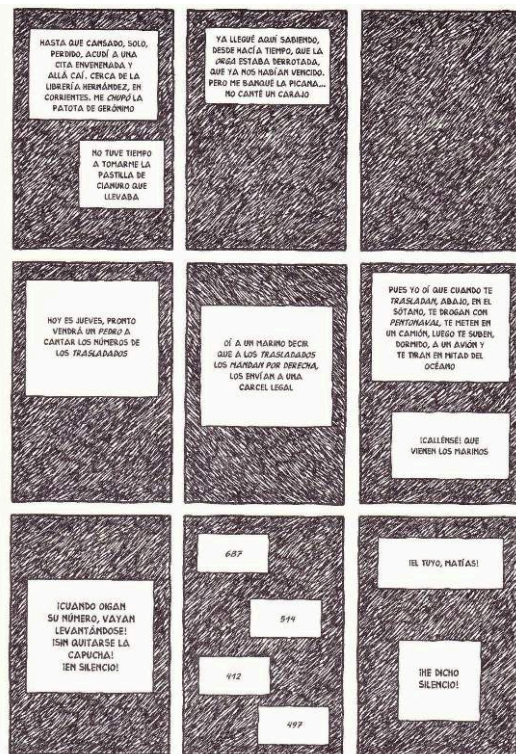 HASTA QUE CANSADO, SOLO,
PERDIDO, ACUDÍ A UNA
CITA ENVENENADA Y
ALLÁ CAÍ. CERCA DE LA
LIBRERÍA HERNÁNDEZ, EN
CORRIENTES. ME CHUPÓ LA
PATOTA DE GERÓNIMO
NO TUVE TIEMPO
A TOMARME LA
PASTILLA DE
CIANURO QUE
LLEVABA
YA LLEGUÉ AQUÍ SABIENDO,
DESDE HACÍA TIEMPO, QUE LA
ORGA ESTABA DERROTADA,
QUE YA NOS HABÍAN VENCIDO.
PERO ME BANQUÉ LA PICANA...
NO CANTÉ UN CARAJO
HOY ES JUEVES, PRONTO
VENDRÁ UN PEDRO A
CANTAR LOS NÚMEROS DE
LOS TRASLADADOS
OÍ A UN MARINO DECIR
QUE A LOS TRASLADADOS
LOS MANDAN POR DERECHA,
LOS ENVÍAN A UNA
CARCEL LEGAL
PUES YO OÍ QUE CUANDO TE
TRASLADAN, ABAJO, EN EL
SÓTANO, TE DROGAN CON
PENTONAVAL, TE METEN EN
UN CAMIÓN, LUEGO TE SUBEN,
DORMIDO, A UN AVIÓN Y
TE TIRAN EN MITAD DEL
OCÉANO
¡CALLÉNSE! QUE
VIENEN LOS MARINOS
¡CUANDO OIGAN
SU NÚMERO, VAYAN
LEVANTÁNDOSE!
¡SIN QUITARSE LA
CAPUCHA!
¡EN SILENCIO!
687
514
412
497
¡EL TUYO, MATÍAS!
¡HE DICHO
SILENCIO!